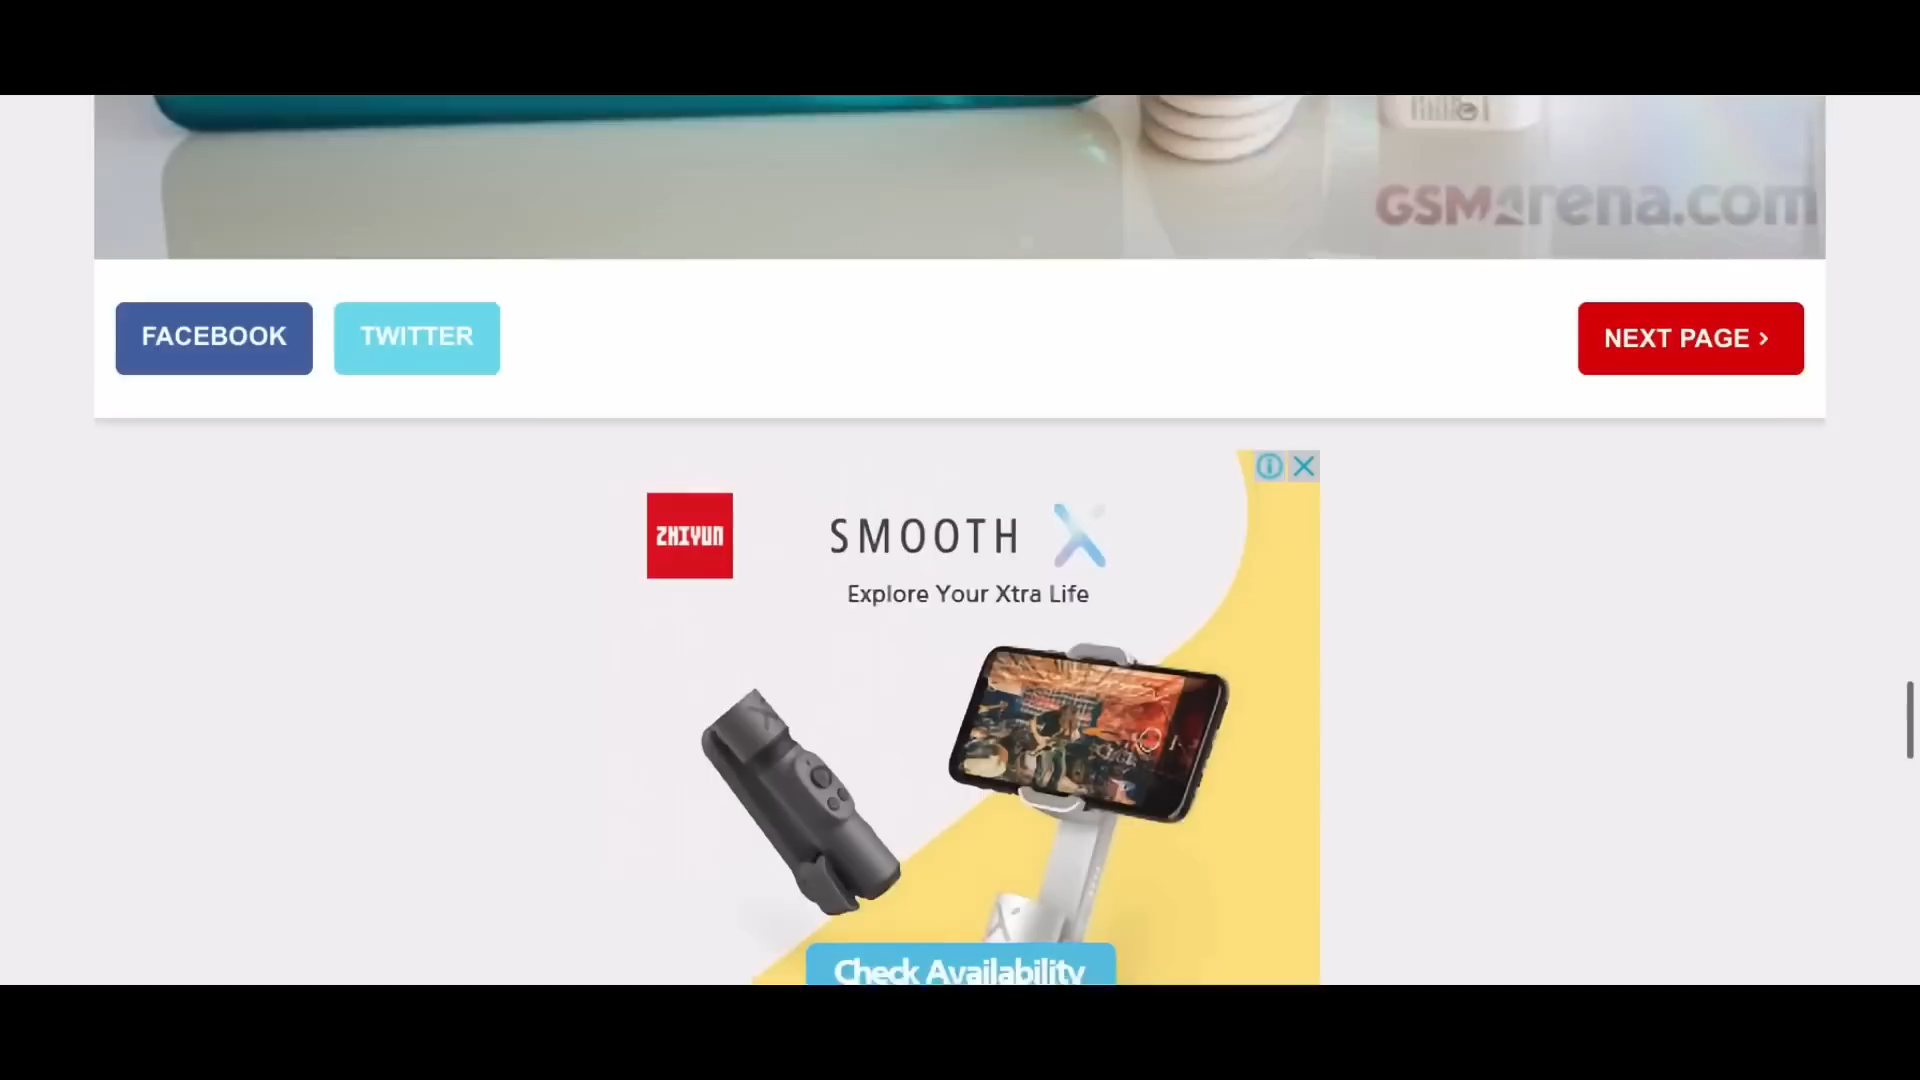 GSMarena.com
FACEBOOK
TWITTER
NEXT PAGE ›
ZHIYUN
SMOOTH X
Explore Your Xtra Life
Check Availability